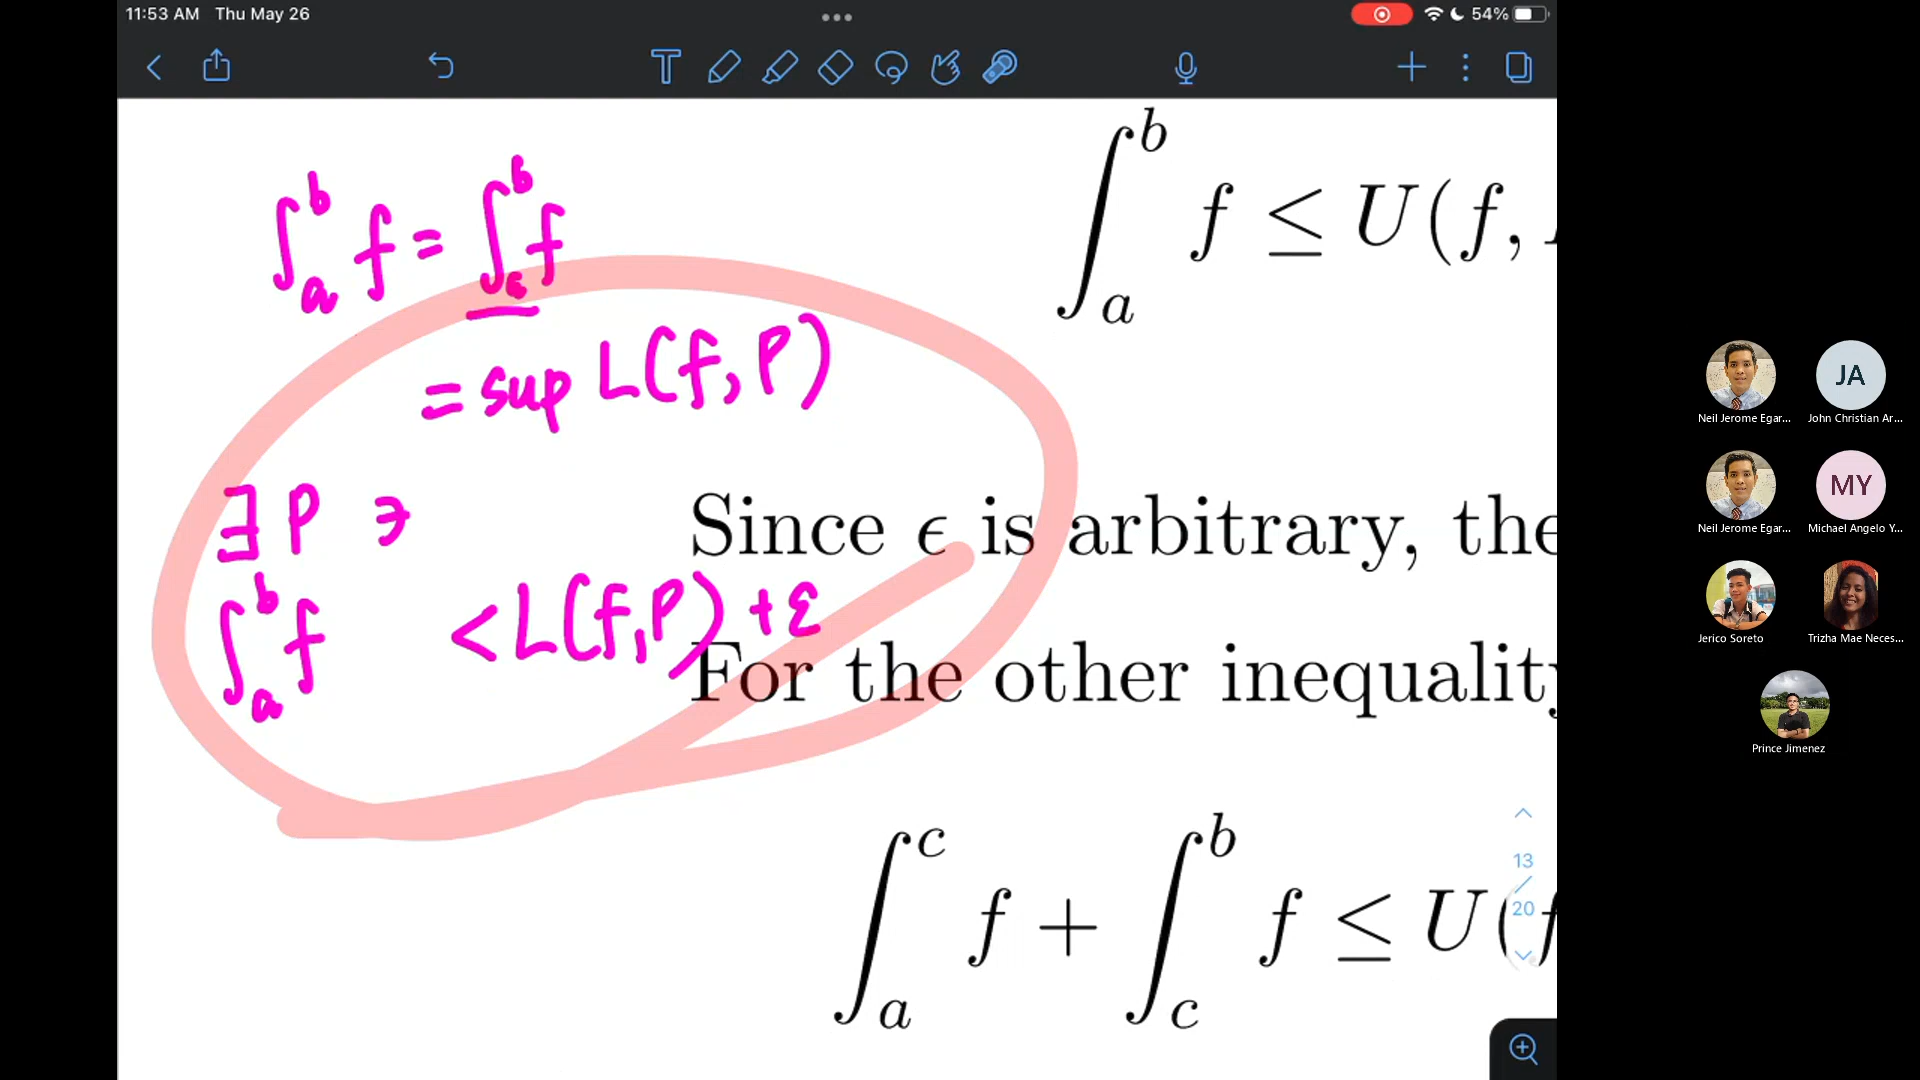 11:53 AM Thu May 26
54%
∫_a^b f = ∫_a^b f
= sup L(f, P)
∃ P ∋
∫_a^b f < L(f, P) + ε
∫_a^b f ≤ U(f,
Since ϵ is arbitrary, the
For the other inequality
∫_a^c f + ∫_c^b f ≤ U(f
13
20
Neil Jerome Egar...
JA
John Christian Ar...
Neil Jerome Egar...
MY
Michael Angelo Y...
Jerico Soreto
Trizha Mae Neces...
Prince Jimenez